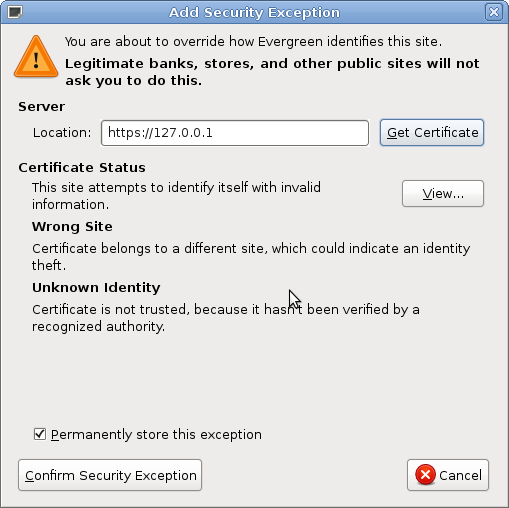 Add Security Exception
You are about to override how Evergreen identifies this site.
Legitimate banks, stores, and other public sites will not
ask you to do this.
Server
Location: https://127.0.0.1 Get Certificate
Certificate Status
This site attempts to identify itself with invalid
information.
View...
Wrong Site
Certificate belongs to a different site, which could indicate an identity
theft.
Unknown Identity
Certificate is not trusted, because it hasn't been verified by a
recognized authority.
Permanently store this exception
Confirm Security Exception Cancel